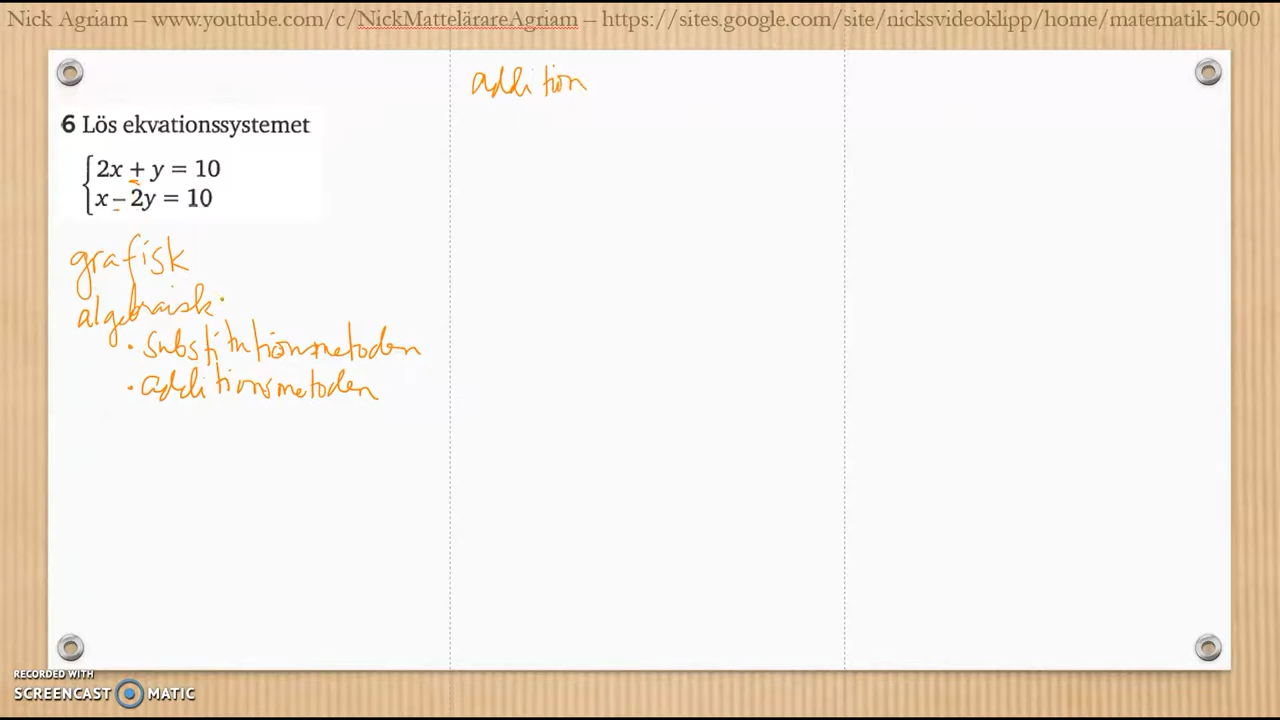 Nick Agriam – www.youtube.com/c/NickMattelärareAgriam – https://sites.google.com/site/nicksvideoklipp/home/matematik-5000
6 Lös ekvationssystemet
2x + y = 10
x − 2y = 10
grafisk
algebraisk
• substitutionsmetoden
• additionsmetoden
addition
RECORDED WITH
SCREENCAST MATIC